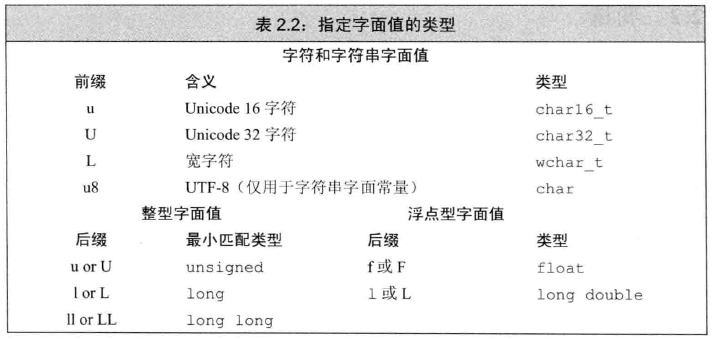 表 2.2：指定字面值的类型
字符和字符串字面值
前缀 含义 类型
u Unicode 16 字符 char16_t
U Unicode 32 字符 char32_t
L 宽字符 wchar_t
u8 UTF-8（仅用于字符串字面常量） char
整型字面值 浮点型字面值
后缀 最小匹配类型 后缀 类型
u or U unsigned f 或 F float
l or L long l 或 L long double
ll or LL long long